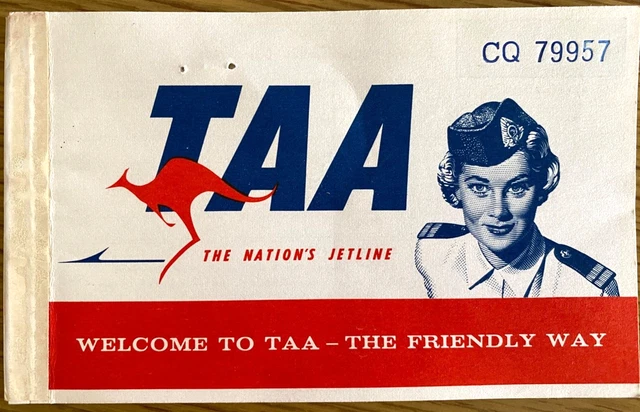 CQ 79957
TAA
THE NATION'S JETLINE
WELCOME TO TAA – THE FRIENDLY WAY